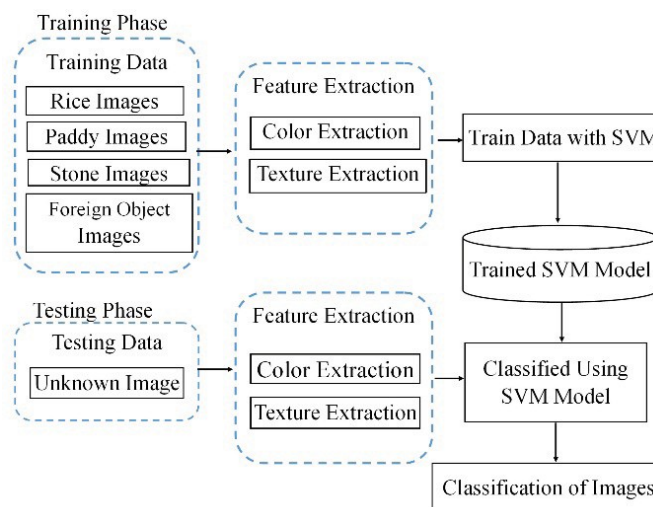 Training Phase
Training Data
Rice Images
Paddy Images
Stone Images
Foreign Object
Images
Feature Extraction
Color Extraction
Texture Extraction
Train Data with SVM
Trained SVM Model
Testing Phase
Testing Data
Unknown Image
Feature Extraction
Color Extraction
Texture Extraction
Classified Using
SVM Model
Classification of Images